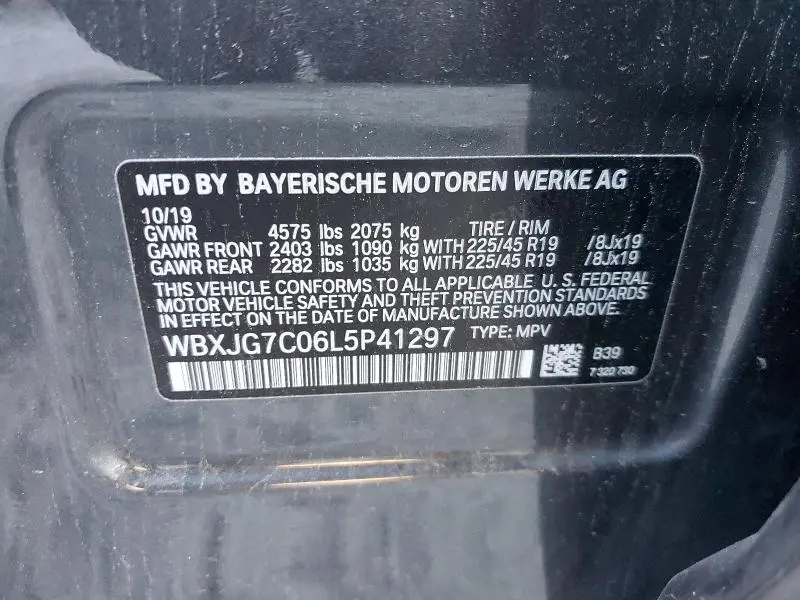 MFD BY BAYERISCHE MOTOREN WERKE AG
10/19
GVWR 4575 lbs 2075 kg TIRE / RIM
GAWR FRONT 2403 lbs 1090 kg WITH 225/45 R19 /8Jx19
GAWR REAR 2282 lbs 1035 kg WITH 225/45 R19 /8Jx19
THIS VEHICLE CONFORMS TO ALL APPLICABLE U. S. FEDERAL
MOTOR VEHICLE SAFETY AND THEFT PREVENTION STANDARDS
IN EFFECT ON THE DATE OF MANUFACTURE SHOWN ABOVE.
WBXJG7C06L5P41297 TYPE: MPV
B39
7 320 730